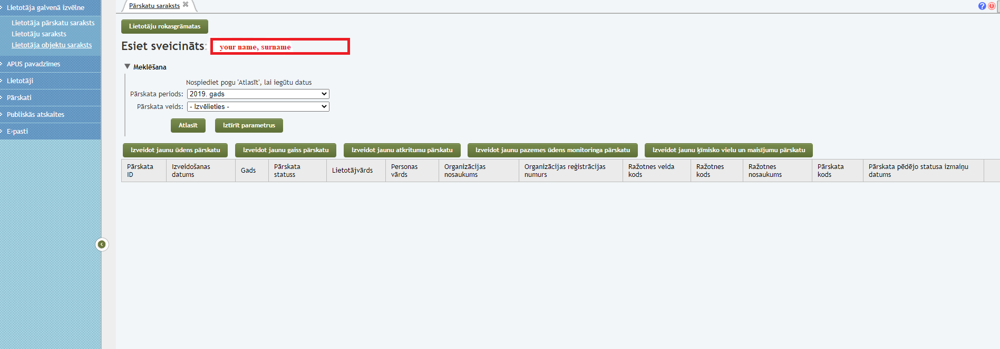 Lietotāja galvenā izvēlne
Lietotāja pārskatu saraksts
Lietotāju saraksts
Lietotāja objektu saraksts
APUS pavadzīmes
Lietotāji
Pārskati
Publiskās atskaites
E-pasti
Pārskatu saraksts
Lietotāju rokasgrāmatas
Esiet sveicināts: your name, surname
Meklēšana
Nospiediet pogu 'Atlasīt', lai iegūtu datus
Pārskata periods: 2019. gads
Pārskata veids: - Izvēlieties -
Atlasīt Iztīrīt parametrus
Izveidot jaunu ūdens pārskatu Izveidot jaunu gaiss pārskatu Izveidot jaunu atkritumu pārskatu Izveidot jaunu pazemes ūdens monitoringa pārskatu Izveidot jaunu ķīmisko vielu un maisījumu pārskatu
Pārskata ID Izveidošanas datums Gads Pārskata statuss Lietotājvārds Personas vārds Organizācijas nosaukums Organizācijas reģistrācijas numurs Ražotnes veida kods Ražotnes kods Ražotnes nosaukums Pārskata kods Pārskata pēdējo statusa izmaiņu datums